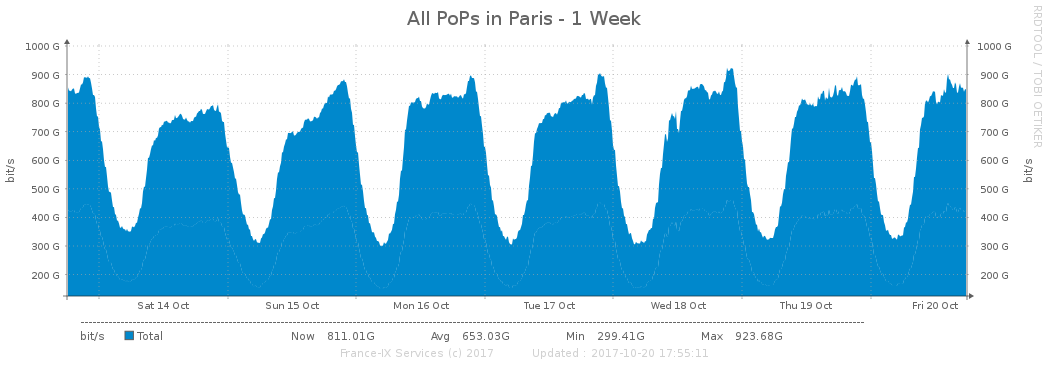 All PoPs in Paris - 1 Week
RRDTOOL / TOBI OETIKER
1000 G 1000 G
900 G 900 G
800 G 800 G
700 G 700 G
600 G 600 G
500 G 500 G
400 G 400 G
300 G 300 G
200 G 200 G
bit/s bit/s
Sat 14 Oct Sun 15 Oct Mon 16 Oct Tue 17 Oct Wed 18 Oct Thu 19 Oct Fri 20 Oct
bit/s Total Now 811.01G Avg 653.03G Min 299.41G Max 923.68G
France-IX Services (c) 2017 Updated : 2017-10-20 17:55:11